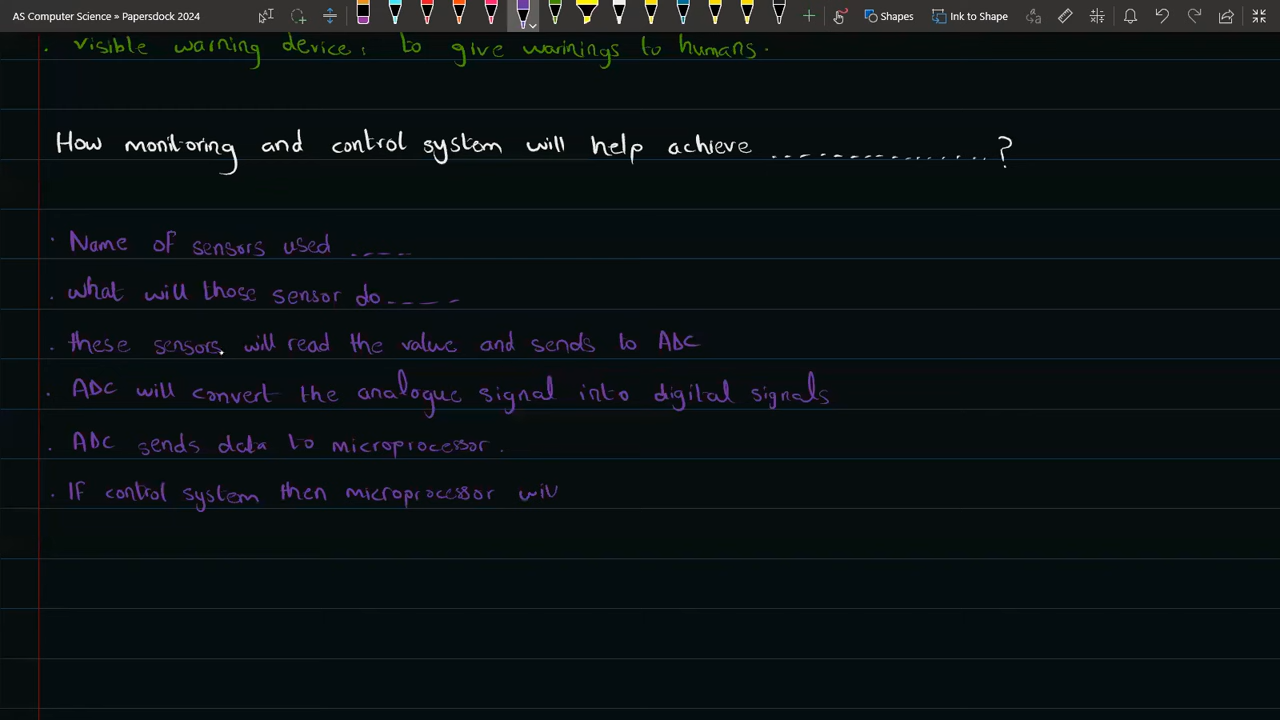 AS Computer Science » Papersdock 2024
Shapes
Ink to Shape
. visible warning device: to give warinings to humans.
How monitoring and control system will help achieve ..................?
. Name of sensors used .....
. what will those sensor do .....
. these sensors will read the value and sends to ADC
. ADC will convert the analogue signal into digital signals
. ADC sends data to microprocessor.
. If control system then microprocessor will